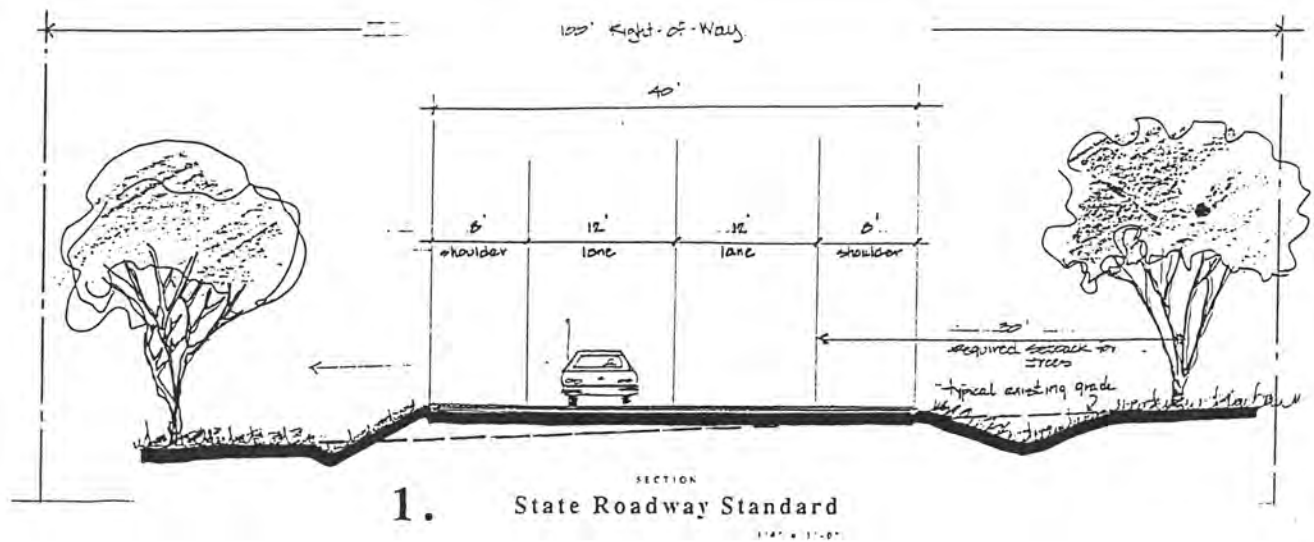 100' Right-of-Way
40'
8' 12' 12' 8'
shoulder lane lane shoulder
30'
required setback for
trees
typical existing grade
SECTION
1. State Roadway Standard